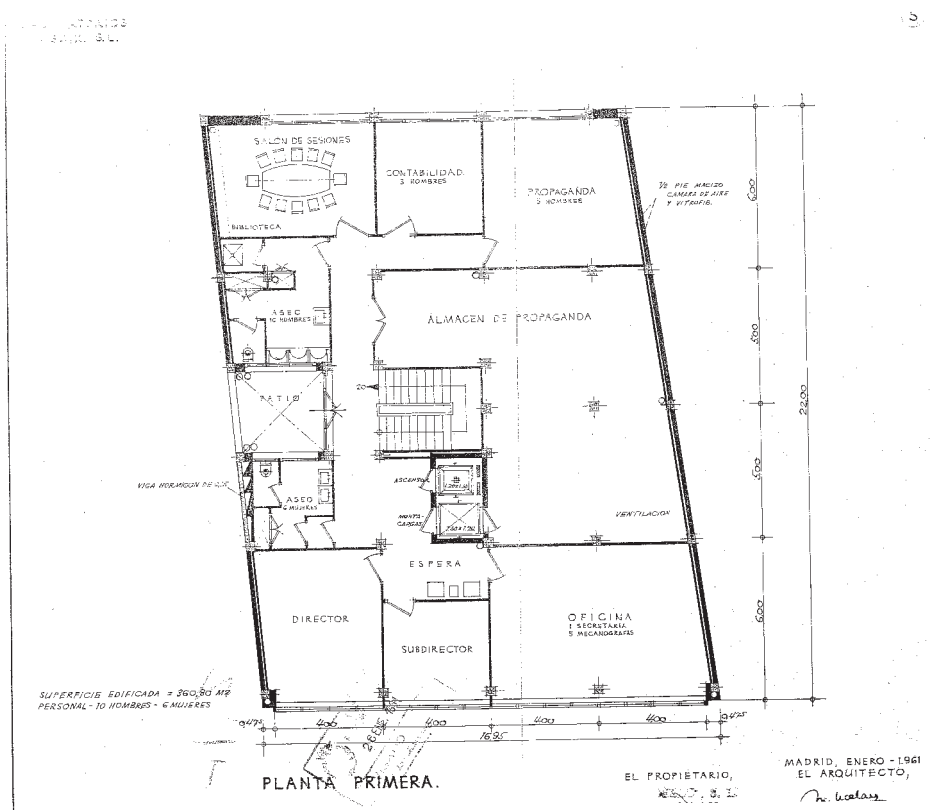 S
SALON DE SESIONES
BIBLIOTECA
CONTABILIDAD.
3 HOMBRES
PROPAGANDA
5 HOMBRES
1/2 PIE MACIZO
CAMARA DE AIRE
Y VITROFIB.
6,00
ASEO
10 HOMBRES
ALMACEN DE PROPAGANDA
5,00
22,00
PATIO
20
5,00
VIGA HORMIGON DE
ASEO
6 MUJERES
ASCENSOR
MONTA-
CARGAS
VENTILACION
ESPERA
DIRECTOR
SUBDIRECTOR
OFICINA
1 SECRETARIA
5 MECANOGRAFAS
6,00
SUPERFICIE EDIFICADA = 360,80 M2
PERSONAL - 10 HOMBRES - 6 MUJERES
0,475 4,00 4,00 4,00 4,00 0,475
16,95
PLANTA PRIMERA.
EL PROPIETARIO,
MADRID, ENERO - 1.961
EL ARQUITECTO,